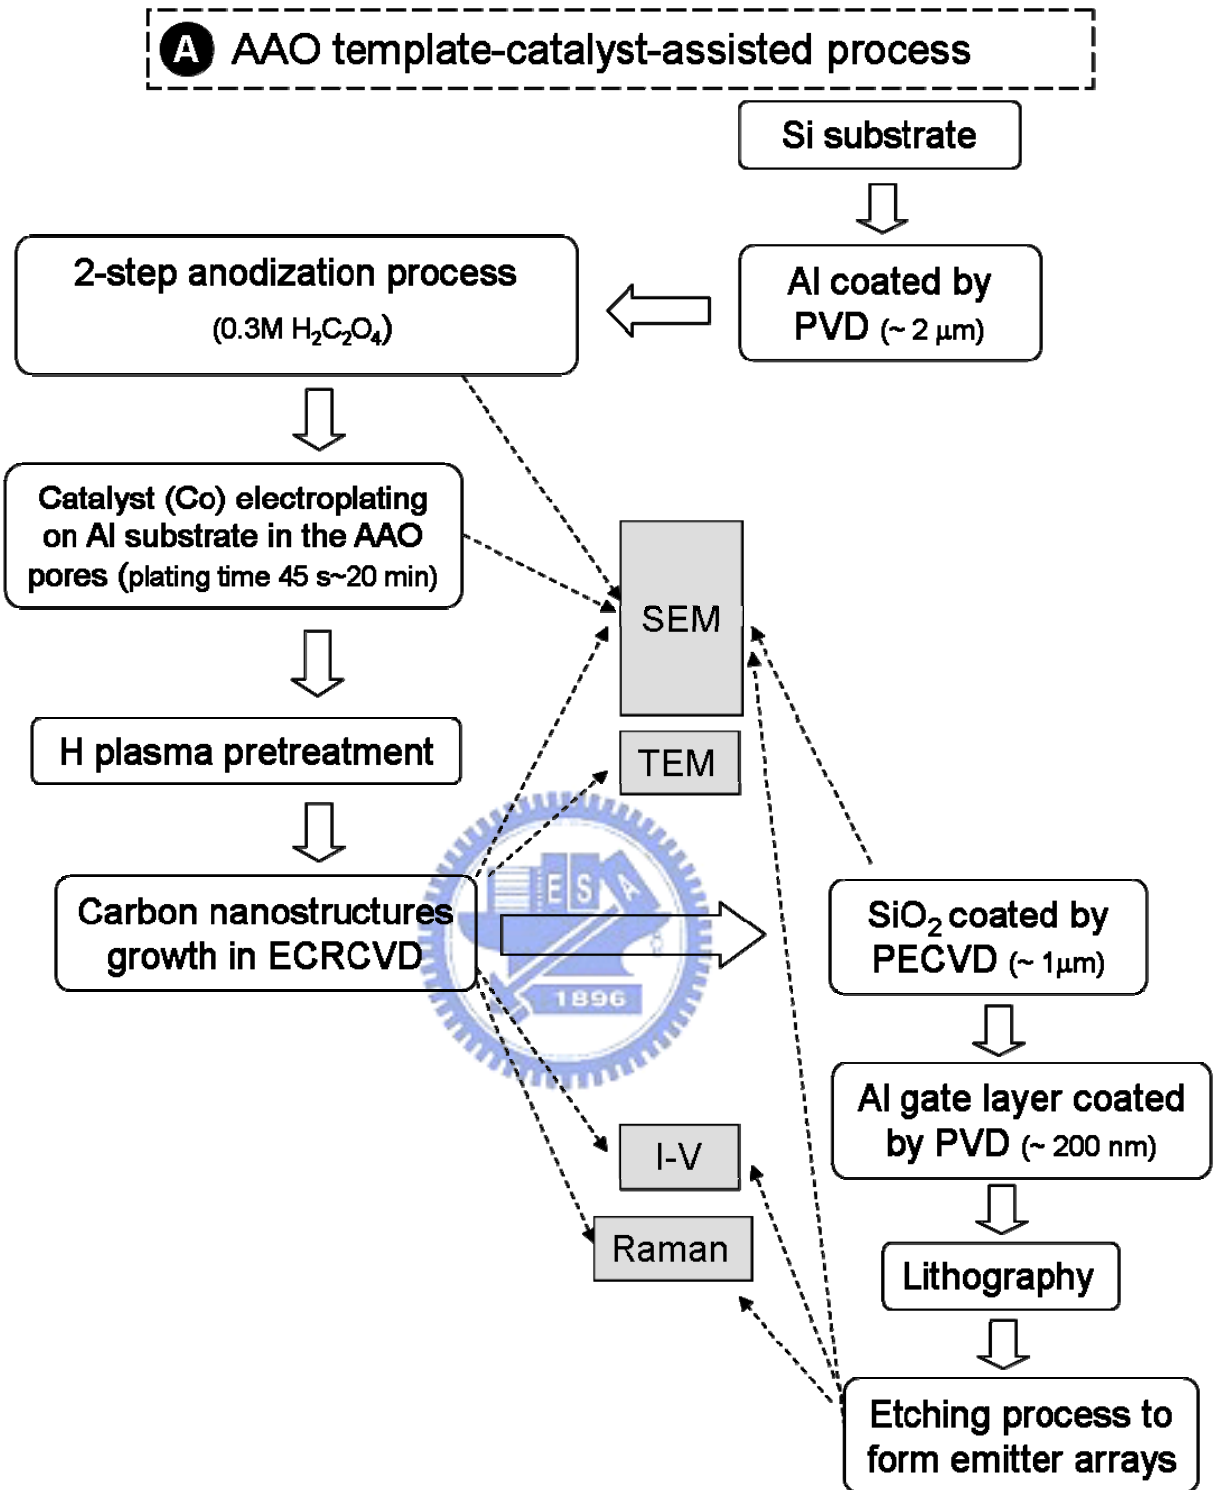 A AAO template-catalyst-assisted process
Si substrate
Al coated by
PVD (~ 2 μm)
2-step anodization process
(0.3M H₂C₂O₄)
Catalyst (Co) electroplating
on Al substrate in the AAO
pores (plating time 45 s~20 min)
H plasma pretreatment
Carbon nanostructures
growth in ECRCVD
SEM
TEM
I-V
Raman
E S A
1896
SiO₂ coated by
PECVD (~ 1μm)
Al gate layer coated
by PVD (~ 200 nm)
Lithography
Etching process to
form emitter arrays